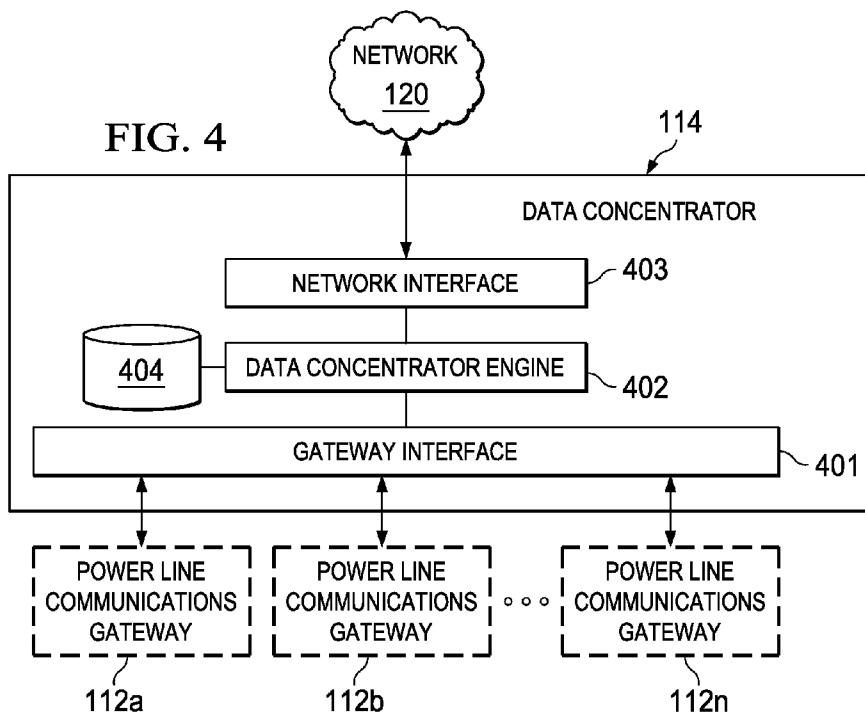 NETWORK
120
FIG. 4
114
DATA CONCENTRATOR
NETWORK INTERFACE
403
404
DATA CONCENTRATOR ENGINE
402
GATEWAY INTERFACE
401
POWER LINE
COMMUNICATIONS
GATEWAY
POWER LINE
COMMUNICATIONS
GATEWAY
POWER LINE
COMMUNICATIONS
GATEWAY
112a
112b
112n